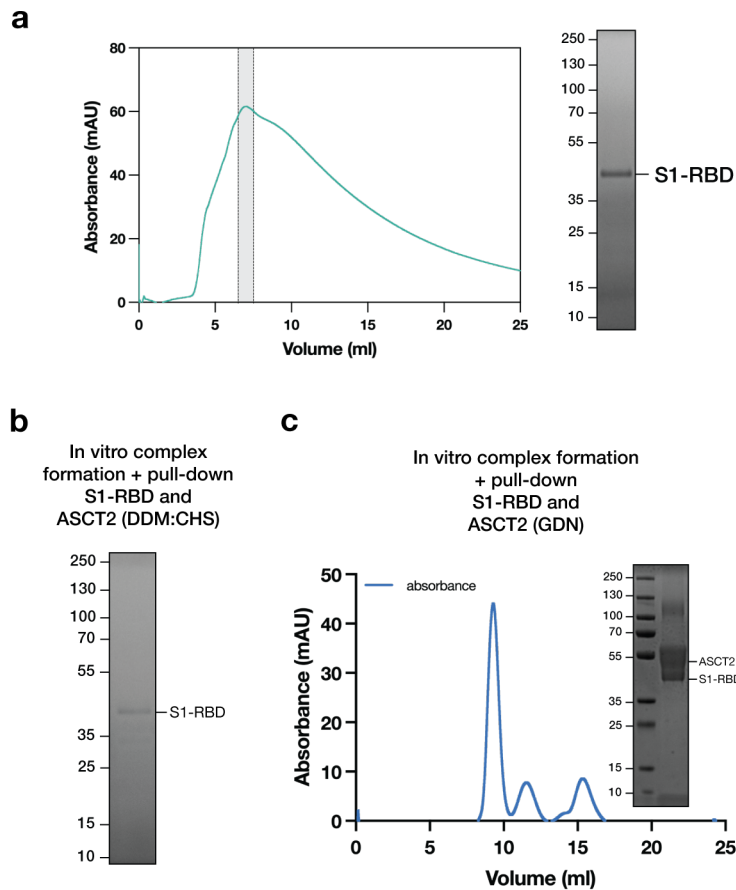 a
80
60
40
20
0
Absorbance (mAU)
0 5 10 15 20 25
Volume (ml)
250
130
100
70
55
35
25
15
10
S1-RBD
b
In vitro complex
formation + pull-down
S1-RBD and
ASCT2 (DDM:CHS)
250
130
100
70
55
35
25
15
10
S1-RBD
c
In vitro complex formation
+ pull-down
S1-RBD and
ASCT2 (GDN)
50
40
30
20
10
0
Absorbance (mAU)
absorbance
0 5 10 15 20 25
Volume (ml)
250
130
100
70
55
35
25
15
10
ASCT2
S1-RBD